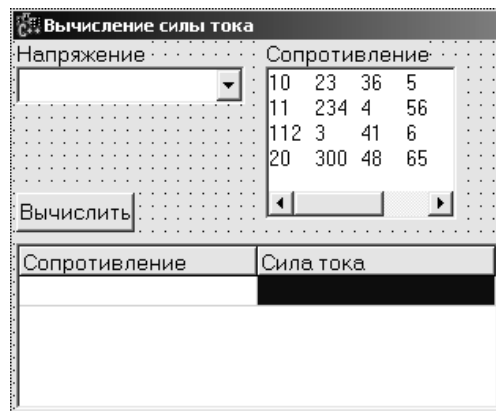 Вычисление силы тока
Напряжение Сопротивление
10 23 36 5
11 234 4 56
112 3 41 6
20 300 48 65
Вычислить
Сопротивление Сила тока